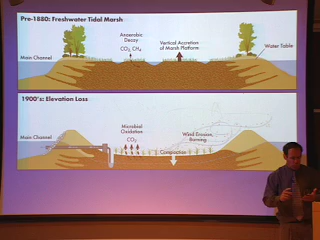 Pre-1880: Freshwater Tidal Marsh
Anaerobic
Decay
CO2, CH4
Vertical Accretion
of Marsh Platform
Water Table
Main Channel
1900's: Elevation Loss
Main Channel
Microbial
Oxidation
CO2
Wind Erosion,
Burning
Compaction